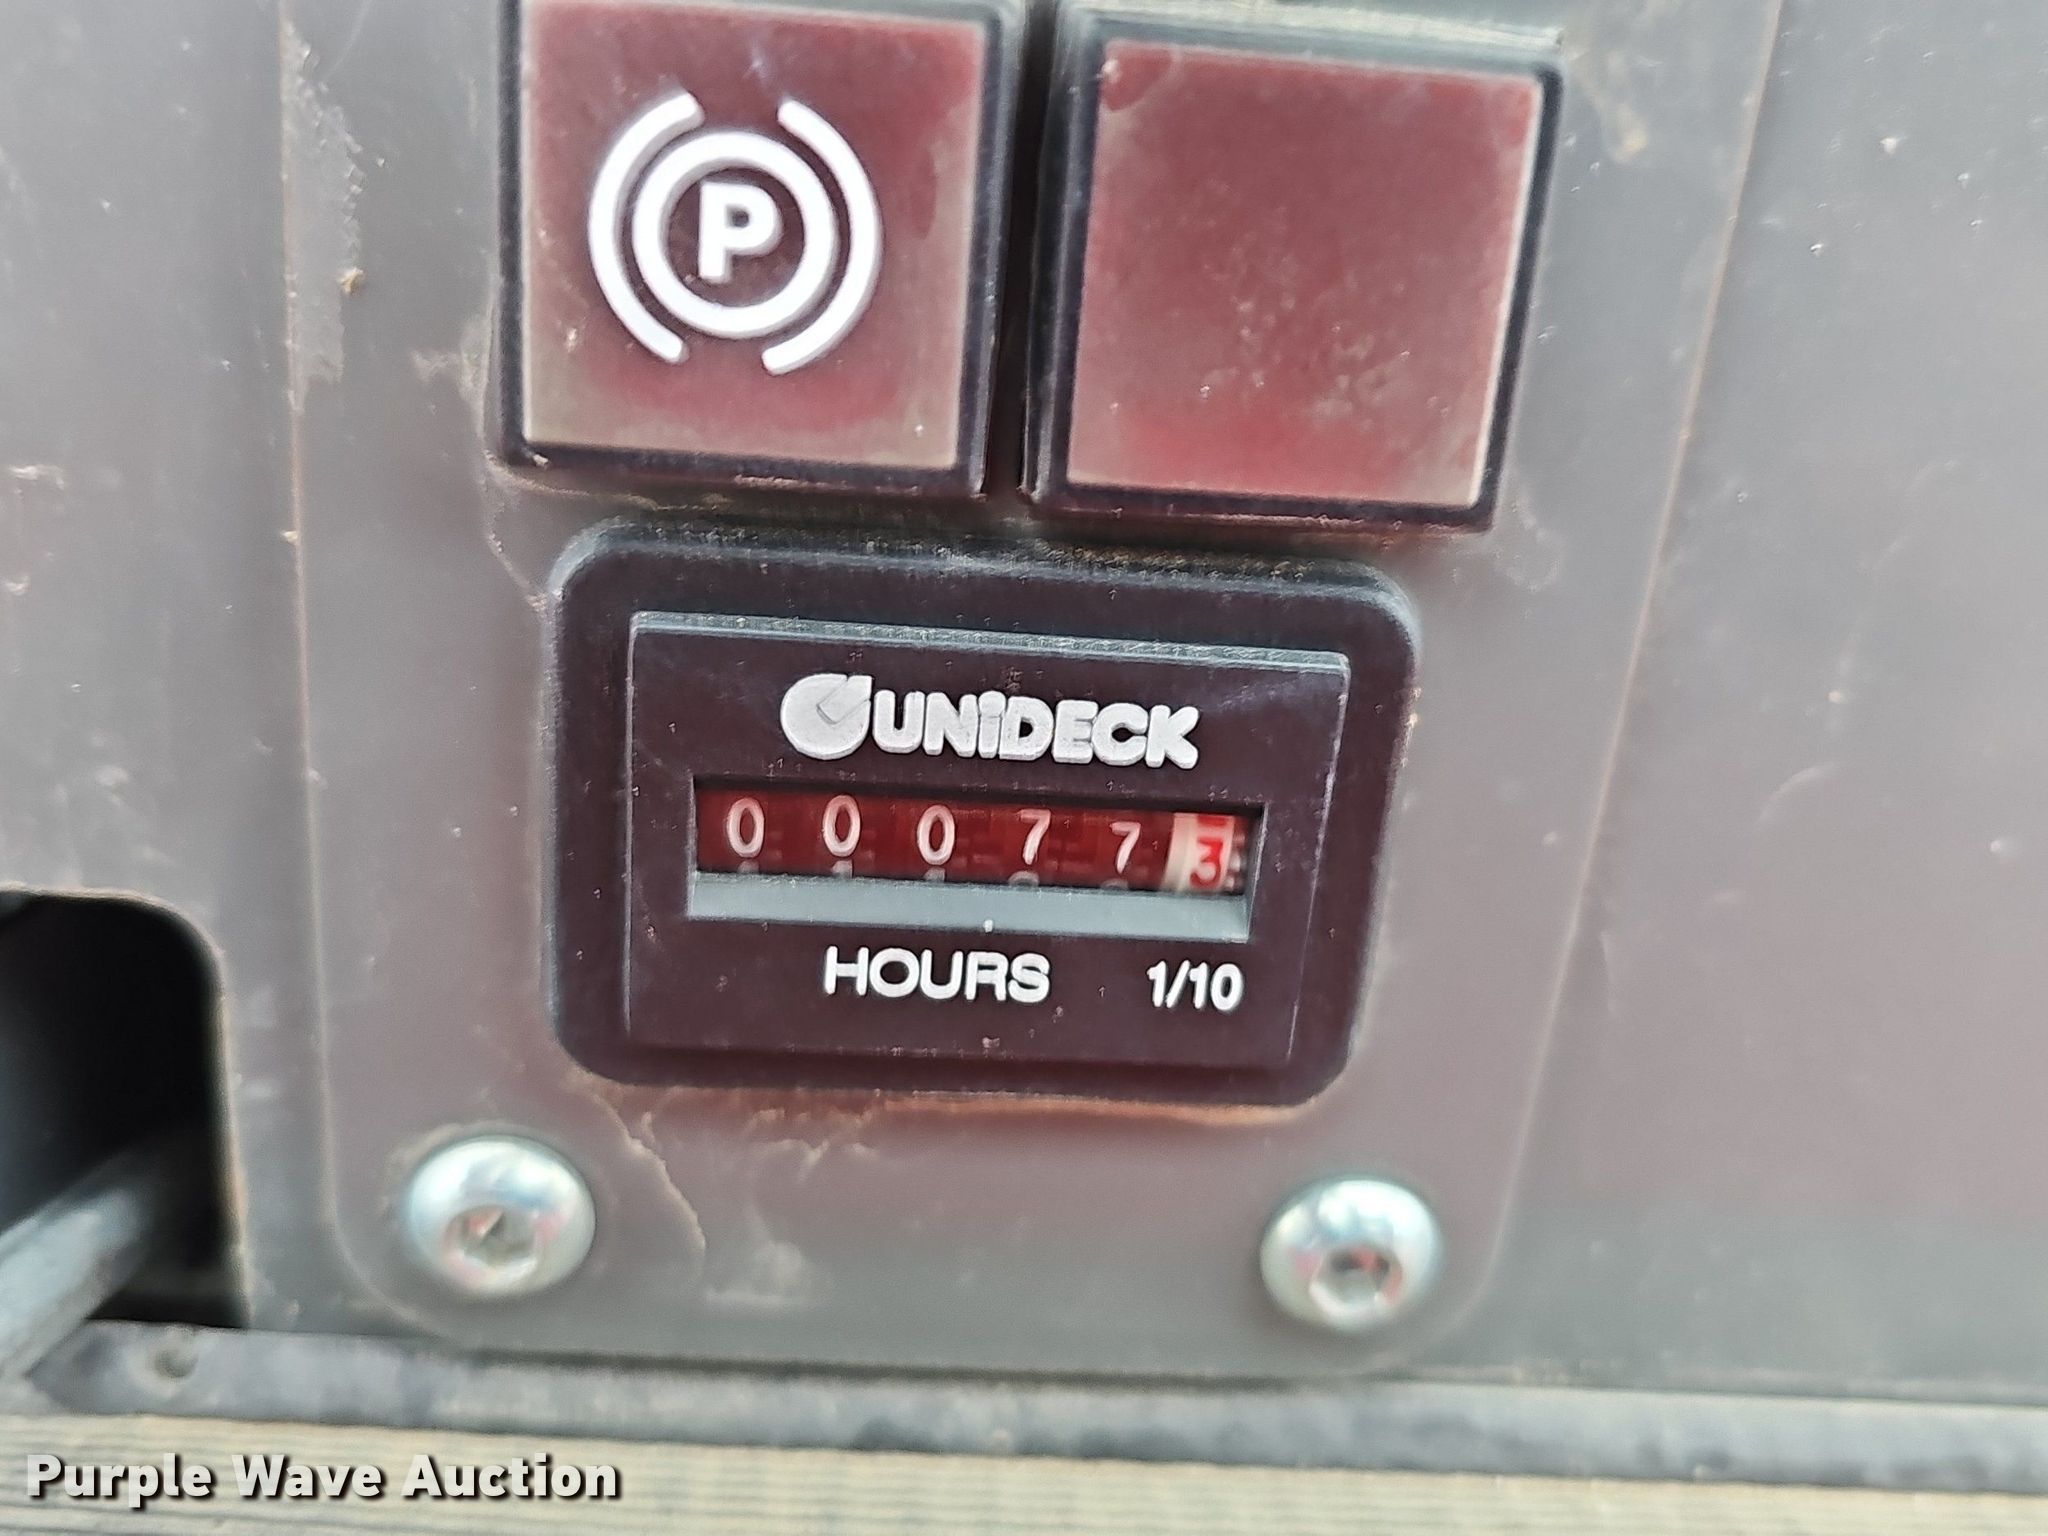 P
UNiDECK
0 0 0 7 7 3
HOURS 1/10
Purple Wave Auction